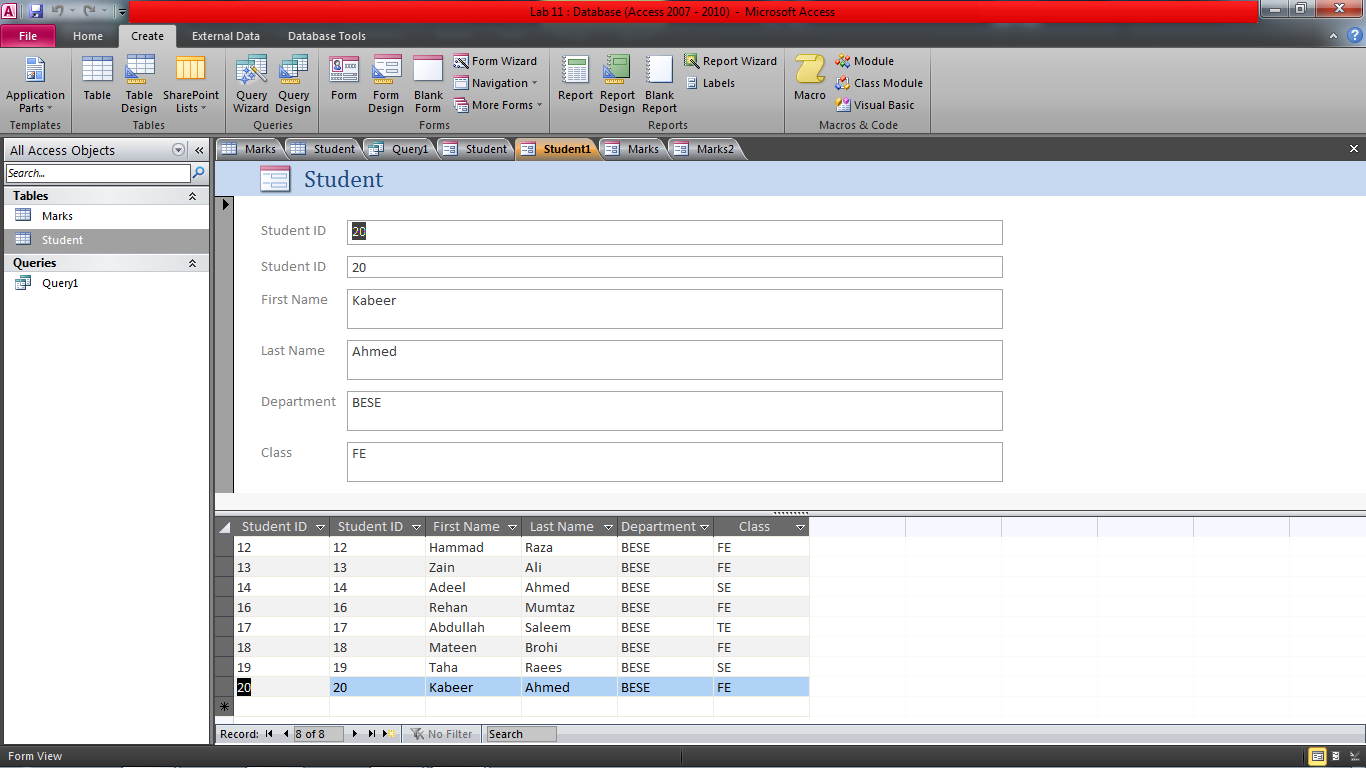 Lab 11 : Database (Access 2007 - 2010) - Microsoft Access
File Home Create External Data Database Tools
Application Parts Table Table Design SharePoint Lists Query Wizard Query Design Form Form Design Blank Form Form Wizard Navigation More Forms Report Report Design Blank Report Report Wizard Labels Macro Module Class Module Visual Basic
Templates Tables Queries Forms Reports Macros & Code
All Access Objects «
Search...
Tables
Marks
Student
Queries
Query1
Marks Student Query1 Student Student1 Marks Marks2
Student
Student ID 20
Student ID 20
First Name Kabeer
Last Name Ahmed
Department BESE
Class FE
Student ID Student ID First Name Last Name Department Class
12 12 Hammad Raza BESE FE
13 13 Zain Ali BESE FE
14 14 Adeel Ahmed BESE SE
16 16 Rehan Mumtaz BESE FE
17 17 Abdullah Saleem BESE TE
18 18 Mateen Brohi BESE FE
19 19 Taha Raees BESE SE
20 20 Kabeer Ahmed BESE FE
Record: 8 of 8 No Filter Search
Form View